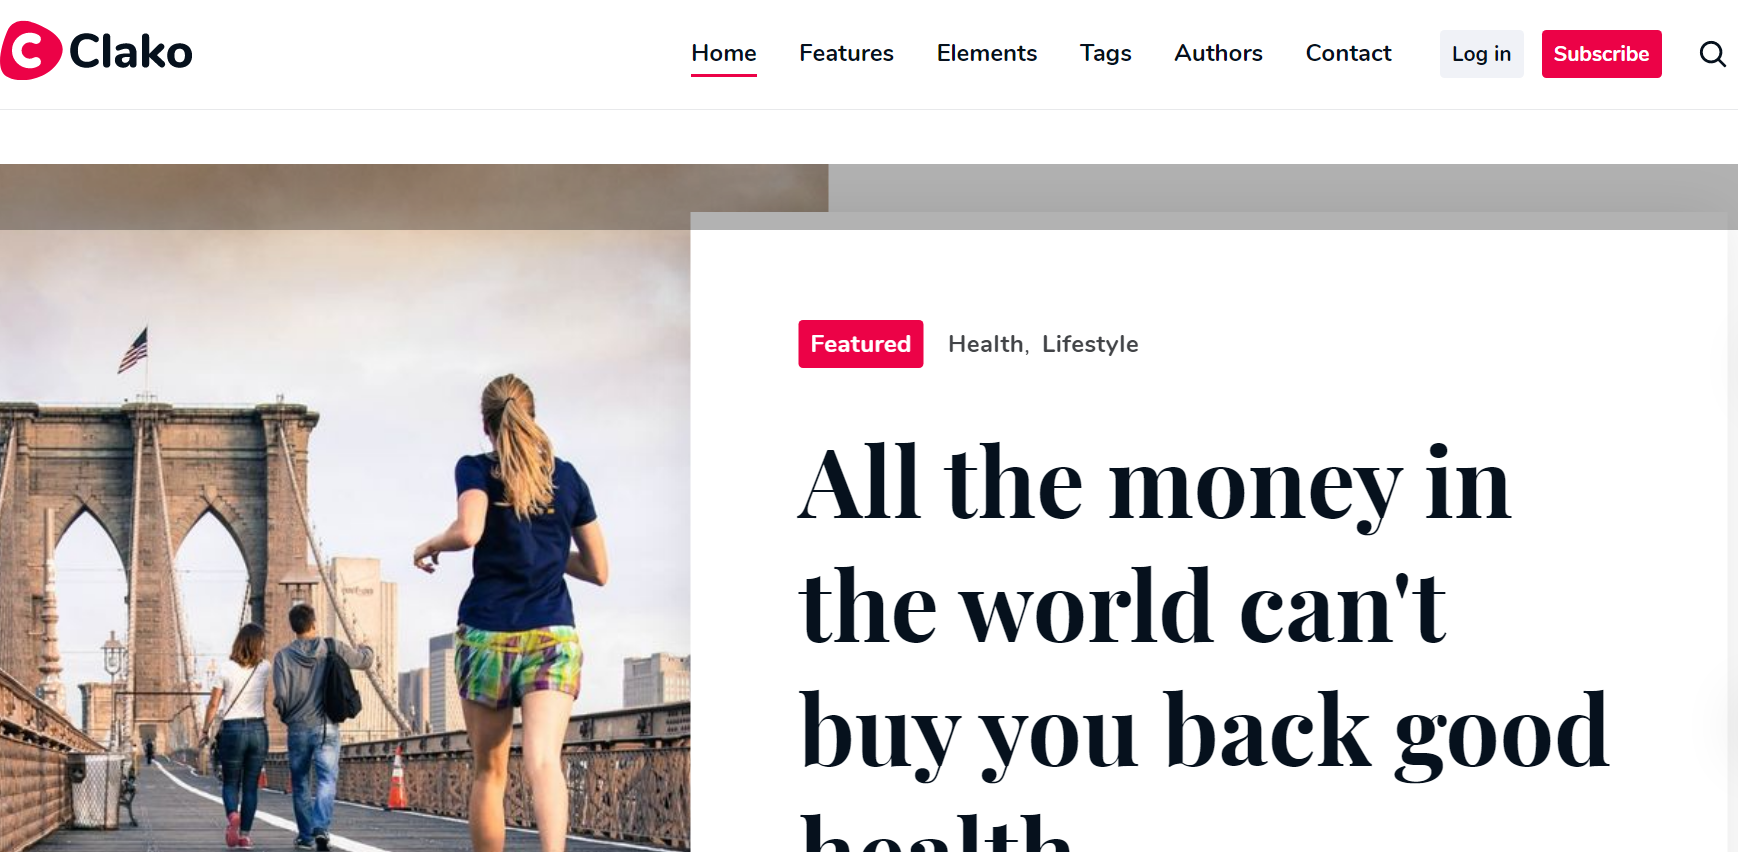 Clako
Home Features Elements Tags Authors Contact Log in Subscribe
Featured Health, Lifestyle
All the money in
the world can't
buy you back good
health